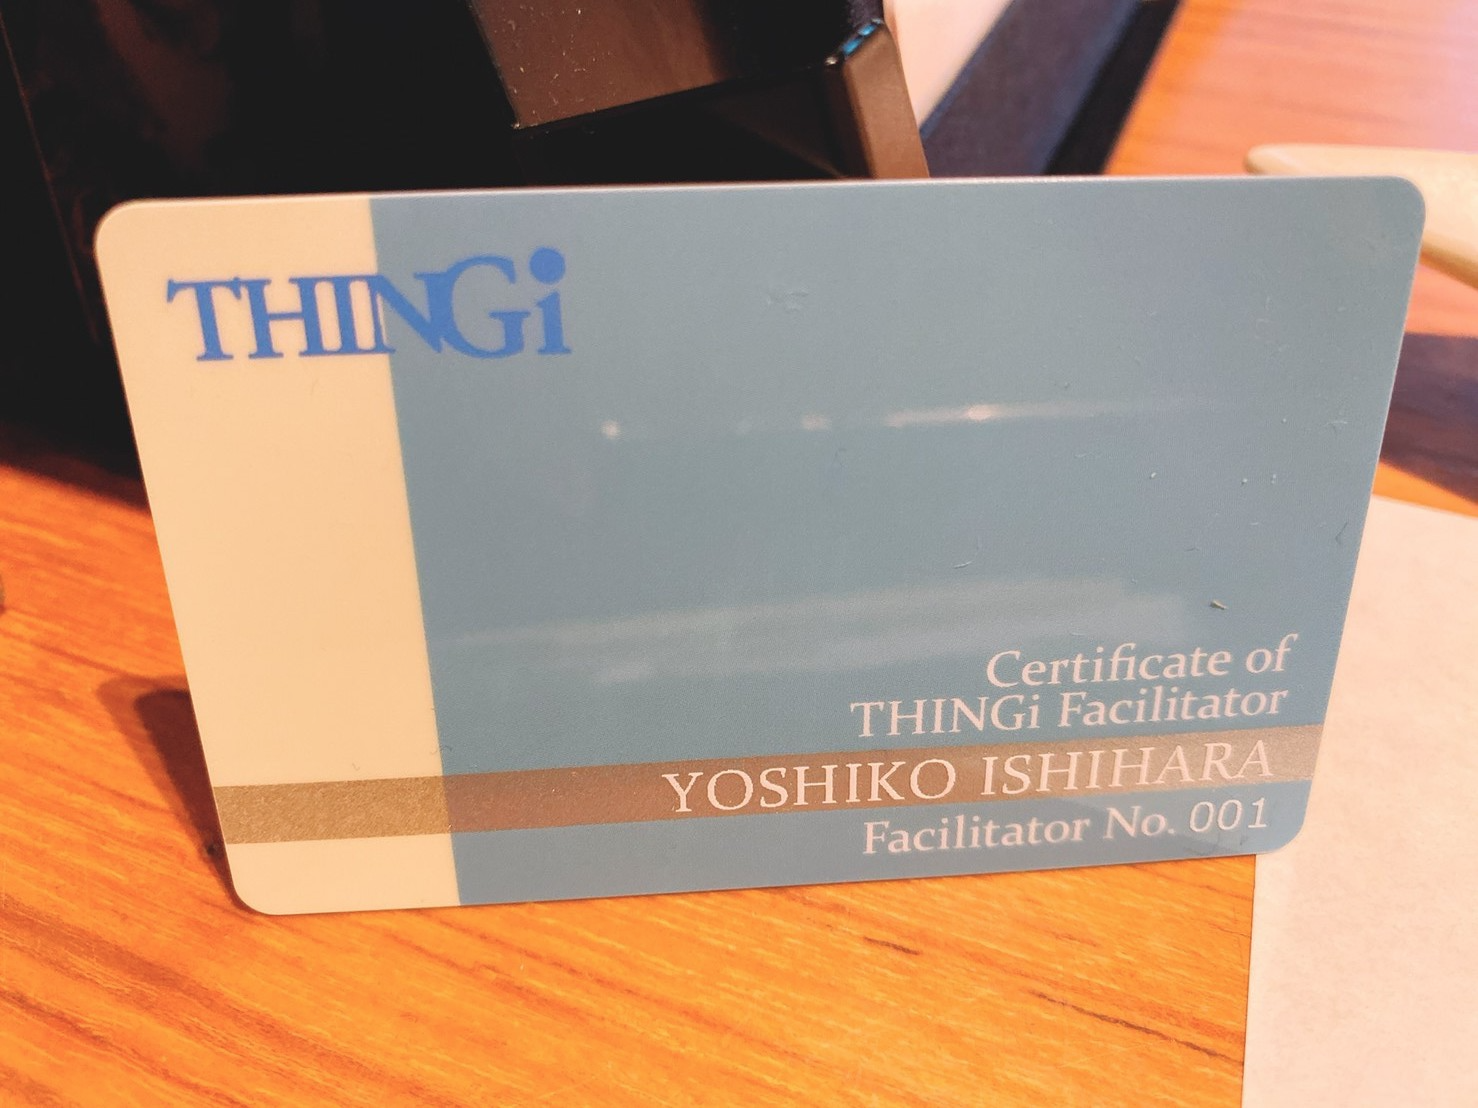 THINGi
Certificate of
THINGi Facilitator
YOSHIKO ISHIHARA
Facilitator No. 001